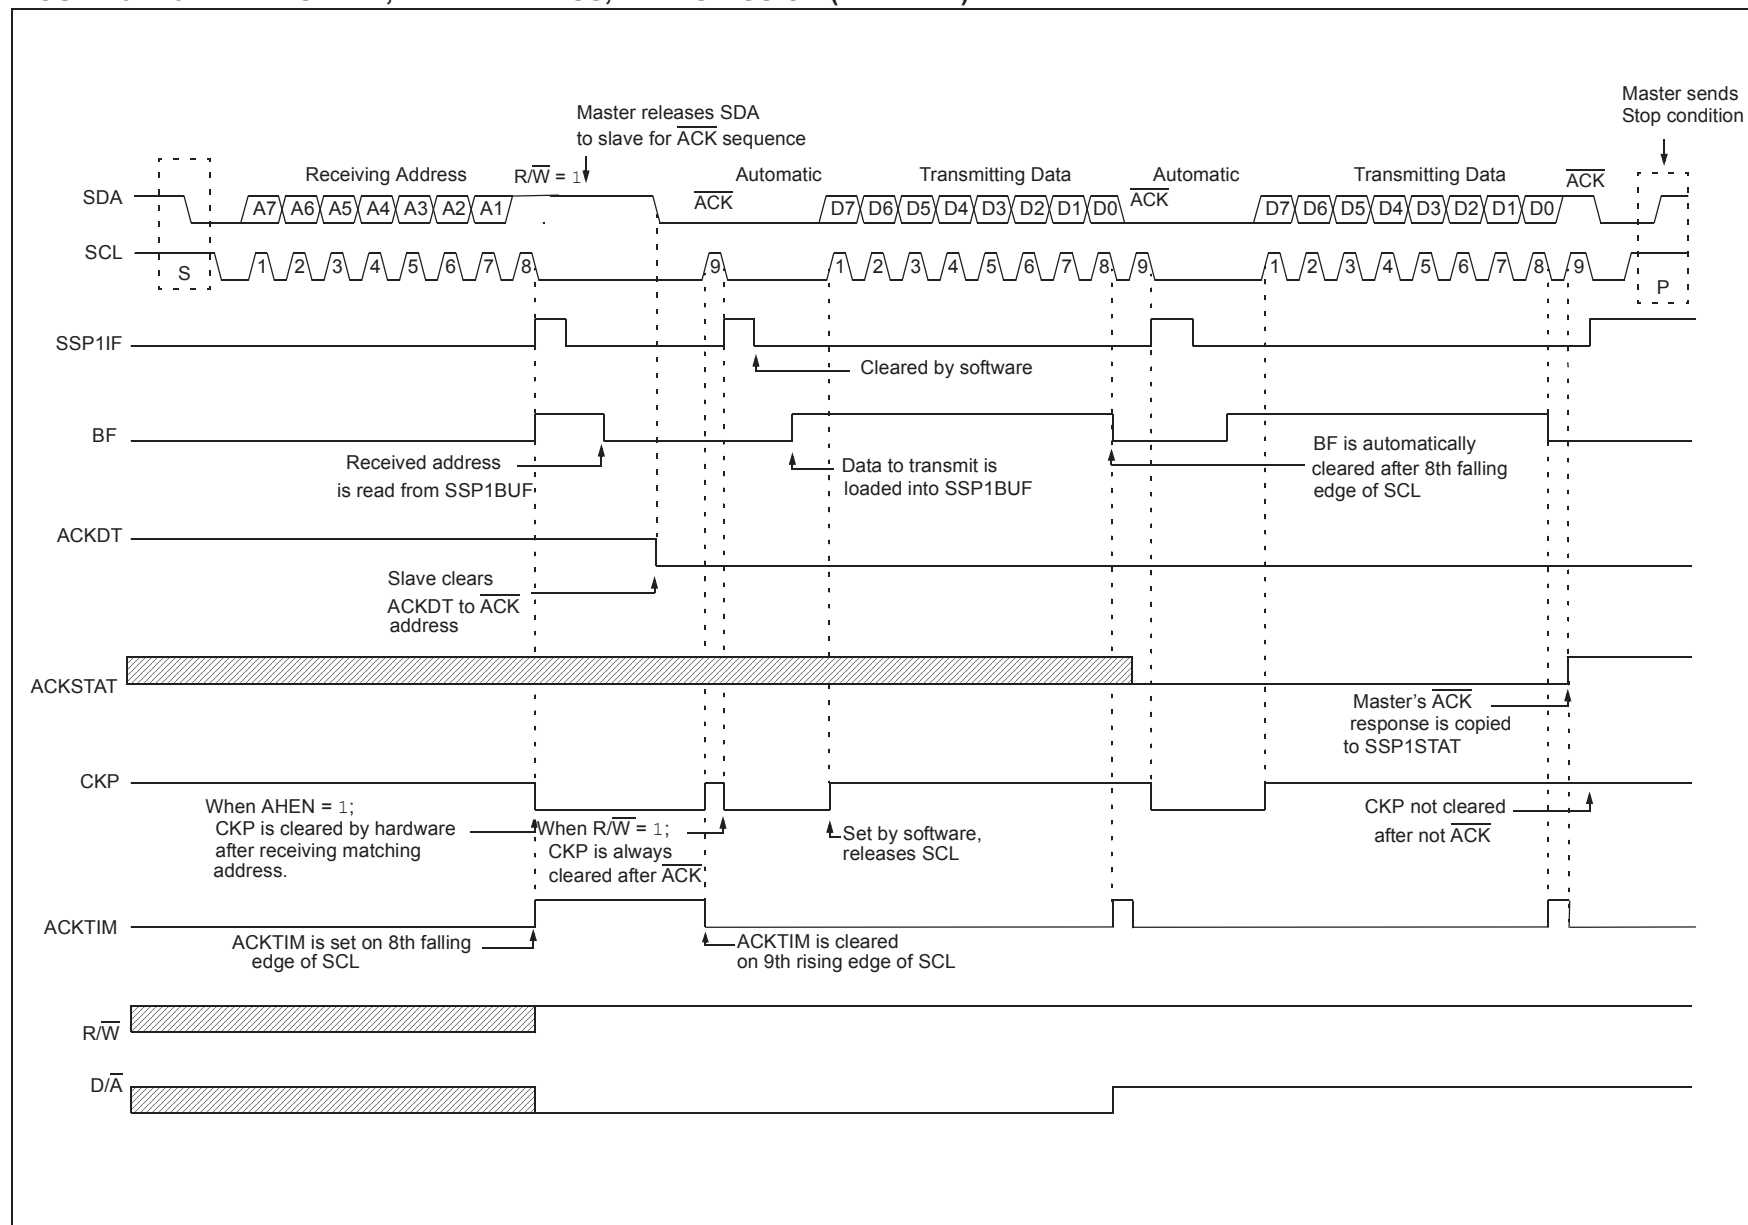 Master sends
Stop condition
Master releases SDA
to slave for ACK sequence
Receiving Address
R/W = 1
Automatic
Transmitting Data
Automatic
Transmitting Data
ACK
SDA
A7 A6 A5 A4 A3 A2 A1
ACK
D7 D6 D5 D4 D3 D2 D1 D0
ACK
D7 D6 D5 D4 D3 D2 D1 D0
SCL
S
1 2 3 4 5 6 7 8 9
1 2 3 4 5 6 7 8 9
1 2 3 4 5 6 7 8 9
P
SSP1IF
Cleared by software
BF
Received address
is read from SSP1BUF
Data to transmit is
loaded into SSP1BUF
BF is automatically
cleared after 8th falling
edge of SCL
ACKDT
Slave clears
ACKDT to ACK
address
ACKSTAT
Master's ACK
response is copied
to SSP1STAT
CKP
When AHEN = 1;
CKP is cleared by hardware
after receiving matching
address.
When R/W = 1;
CKP is always
cleared after ACK
Set by software,
releases SCL
CKP not cleared
after not ACK
ACKTIM
ACKTIM is set on 8th falling
edge of SCL
ACKTIM is cleared
on 9th rising edge of SCL
R/W
D/A